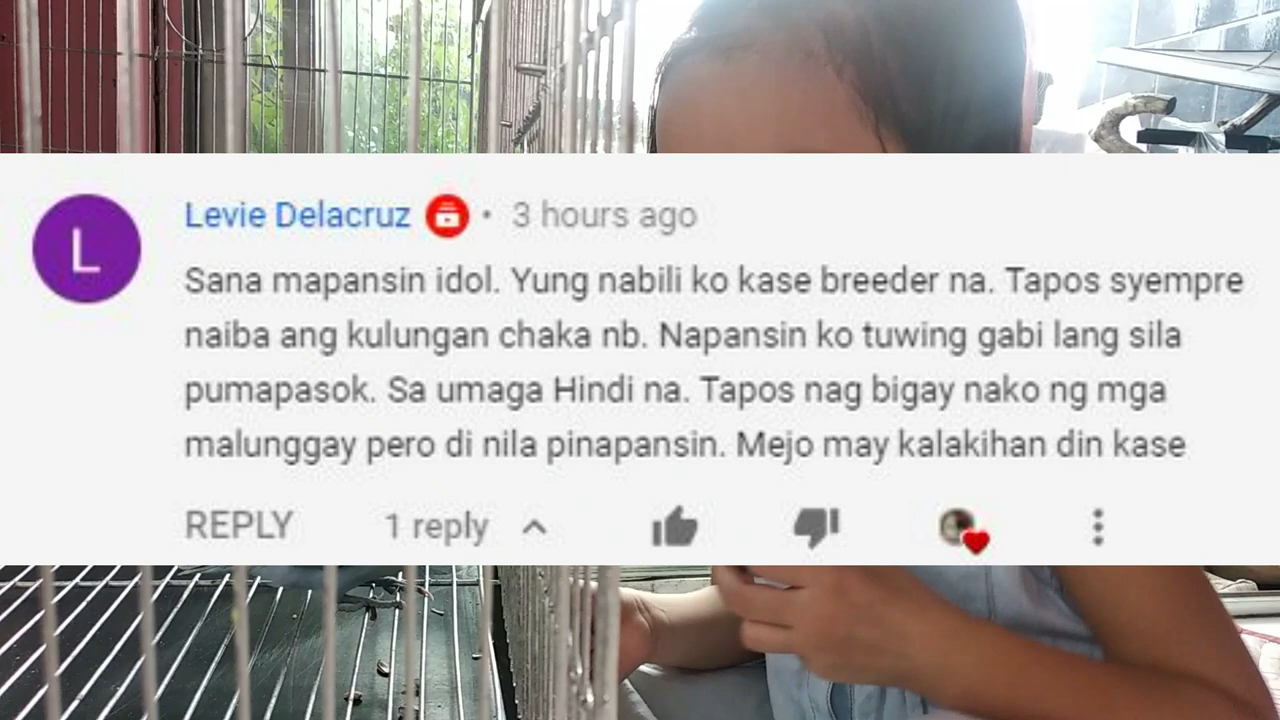 L
Levie Delacruz • 3 hours ago
Sana mapansin idol. Yung nabili ko kase breeder na. Tapos syempre
naiba ang kulungan chaka nb. Napansin ko tuwing gabi lang sila
pumapasok. Sa umaga Hindi na. Tapos nag bigay nako ng mga
malunggay pero di nila pinapansin. Mejo may kalakihan din kase
REPLY 1 reply